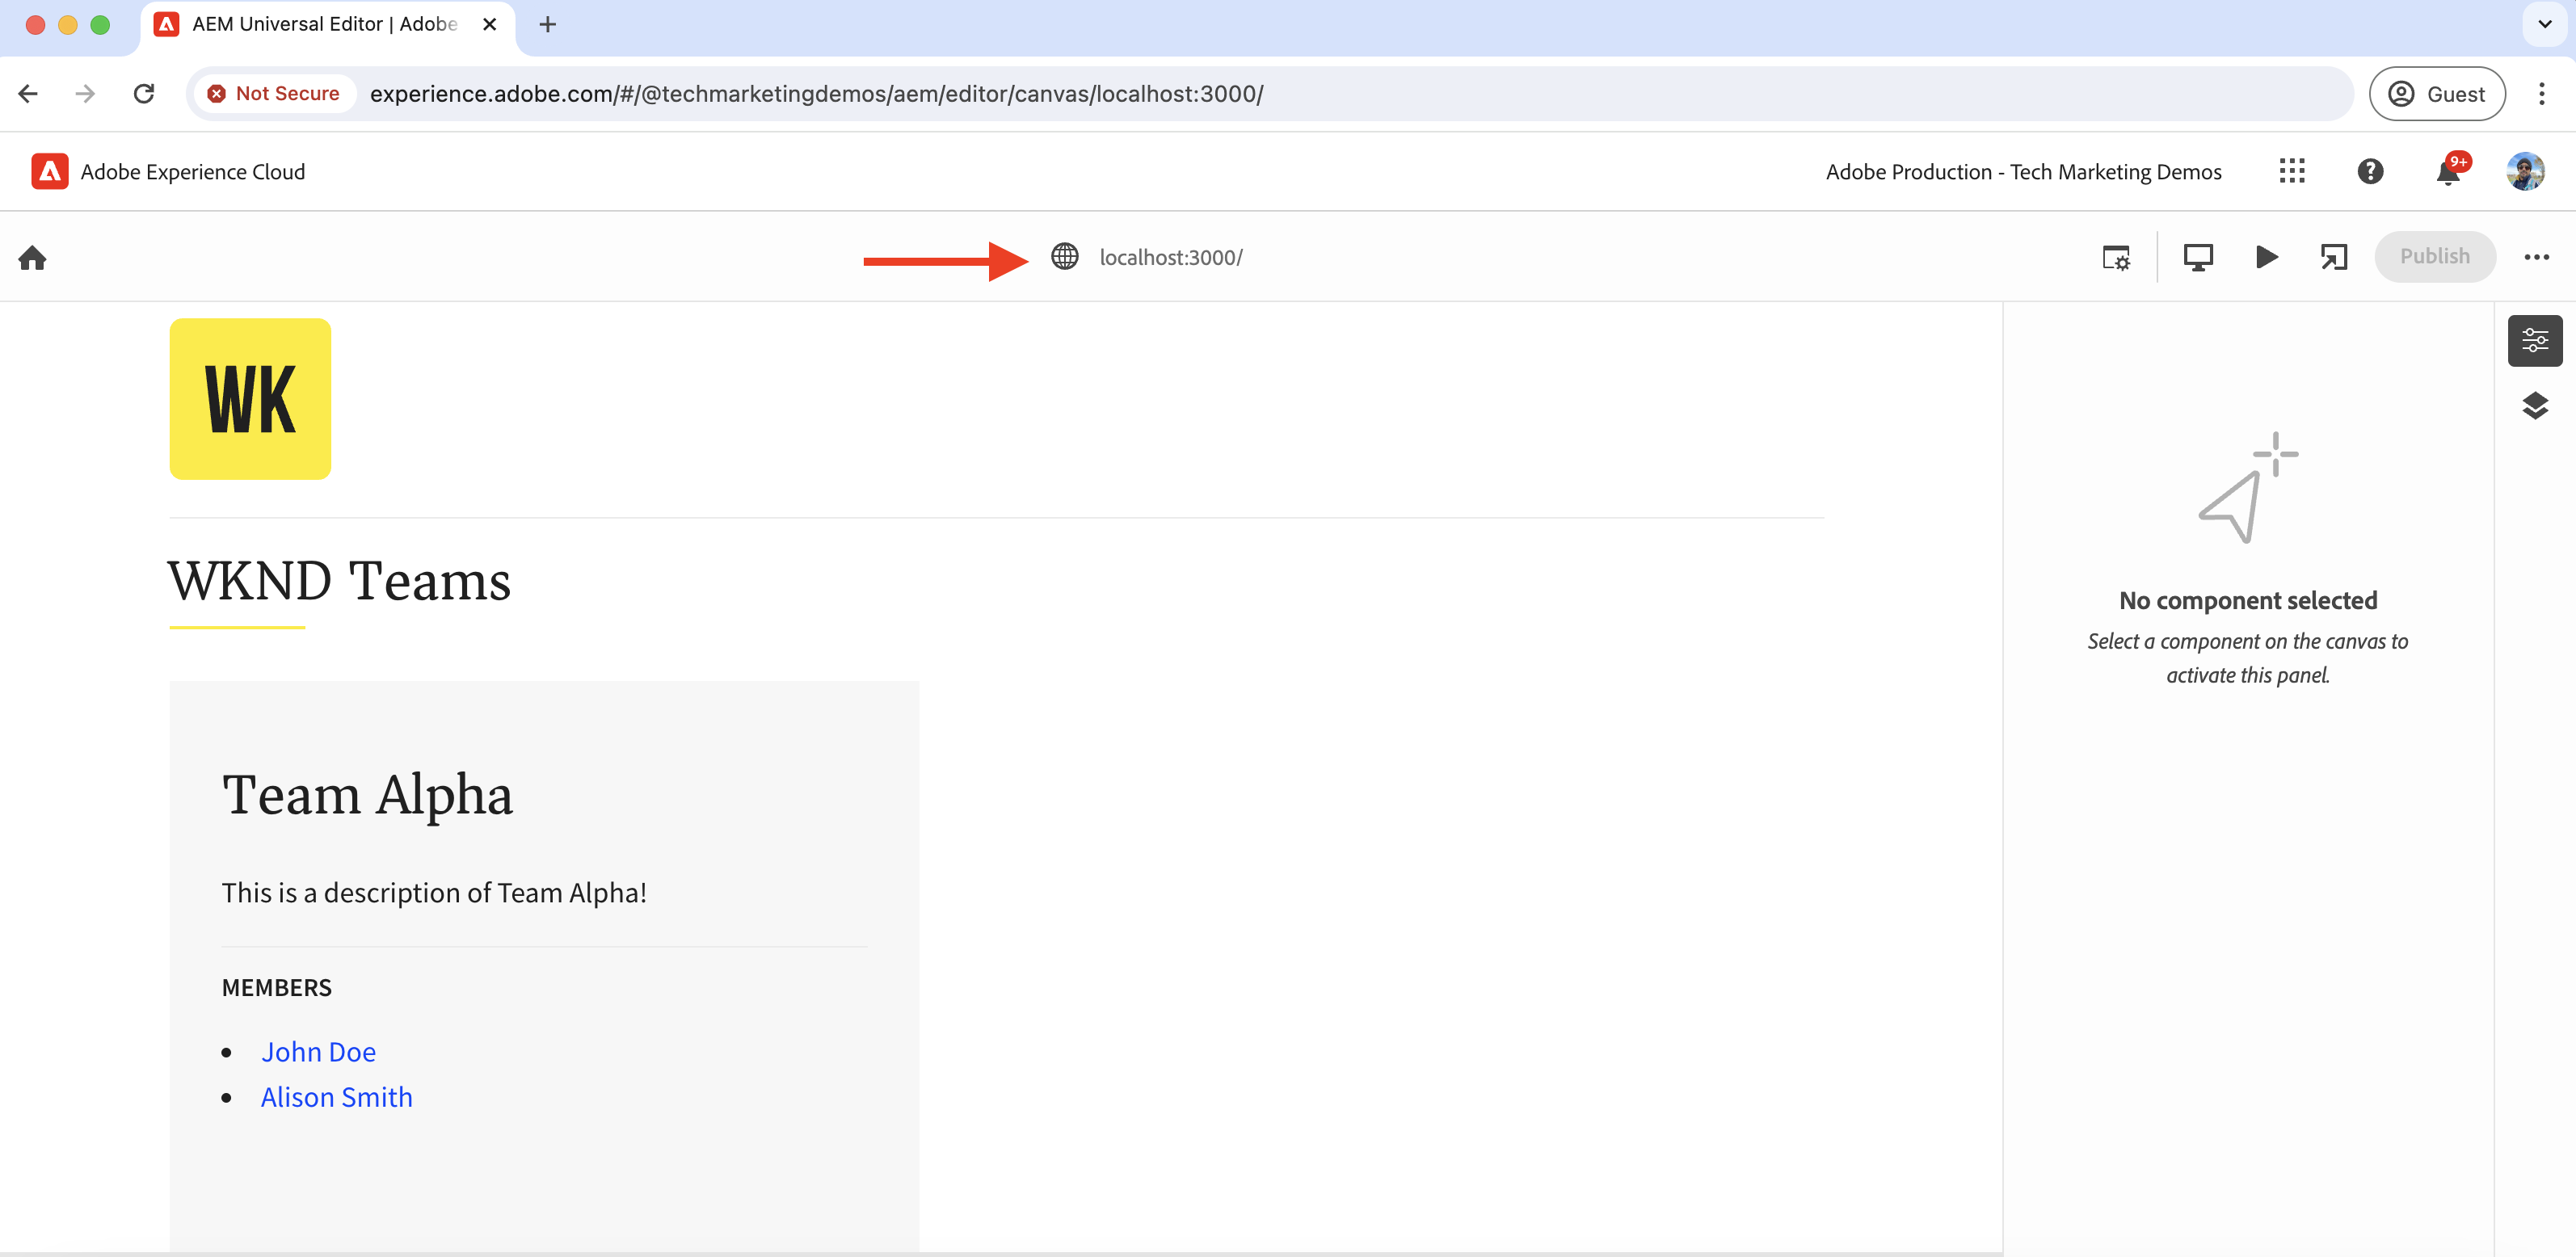 AEM Universal Editor | Adobe
Not Secure
experience.adobe.com/#/@techmarketingdemos/aem/editor/canvas/localhost:3000/
Guest
Adobe Experience Cloud
Adobe Production - Tech Marketing Demos
9+
localhost:3000/
Publish
WK
WKND Teams
Team Alpha
This is a description of Team Alpha!
MEMBERS
John Doe
Alison Smith
No component selected
Select a component on the canvas to
activate this panel.